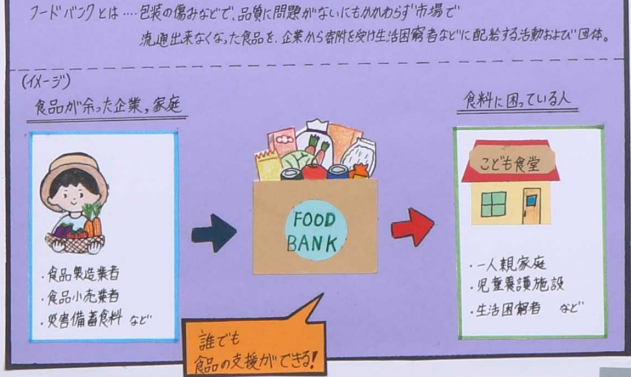 フードバンクとは‥‥包装の傷みなどで、品質に問題がないにもかかわらず市場で
流通出来なくなった食品を、企業から寄附を受け生活困窮者などに配給する活動および団体。
(イメージ)
食品が余った企業,家庭
食料に困っている人
・食品製造業者
・食品小売業者
・災害備蓄食料 など
FOOD
BANK
こども食堂
・一人親家庭
・児童養護施設
・生活困窮者 など
誰でも
食品の支援ができる!